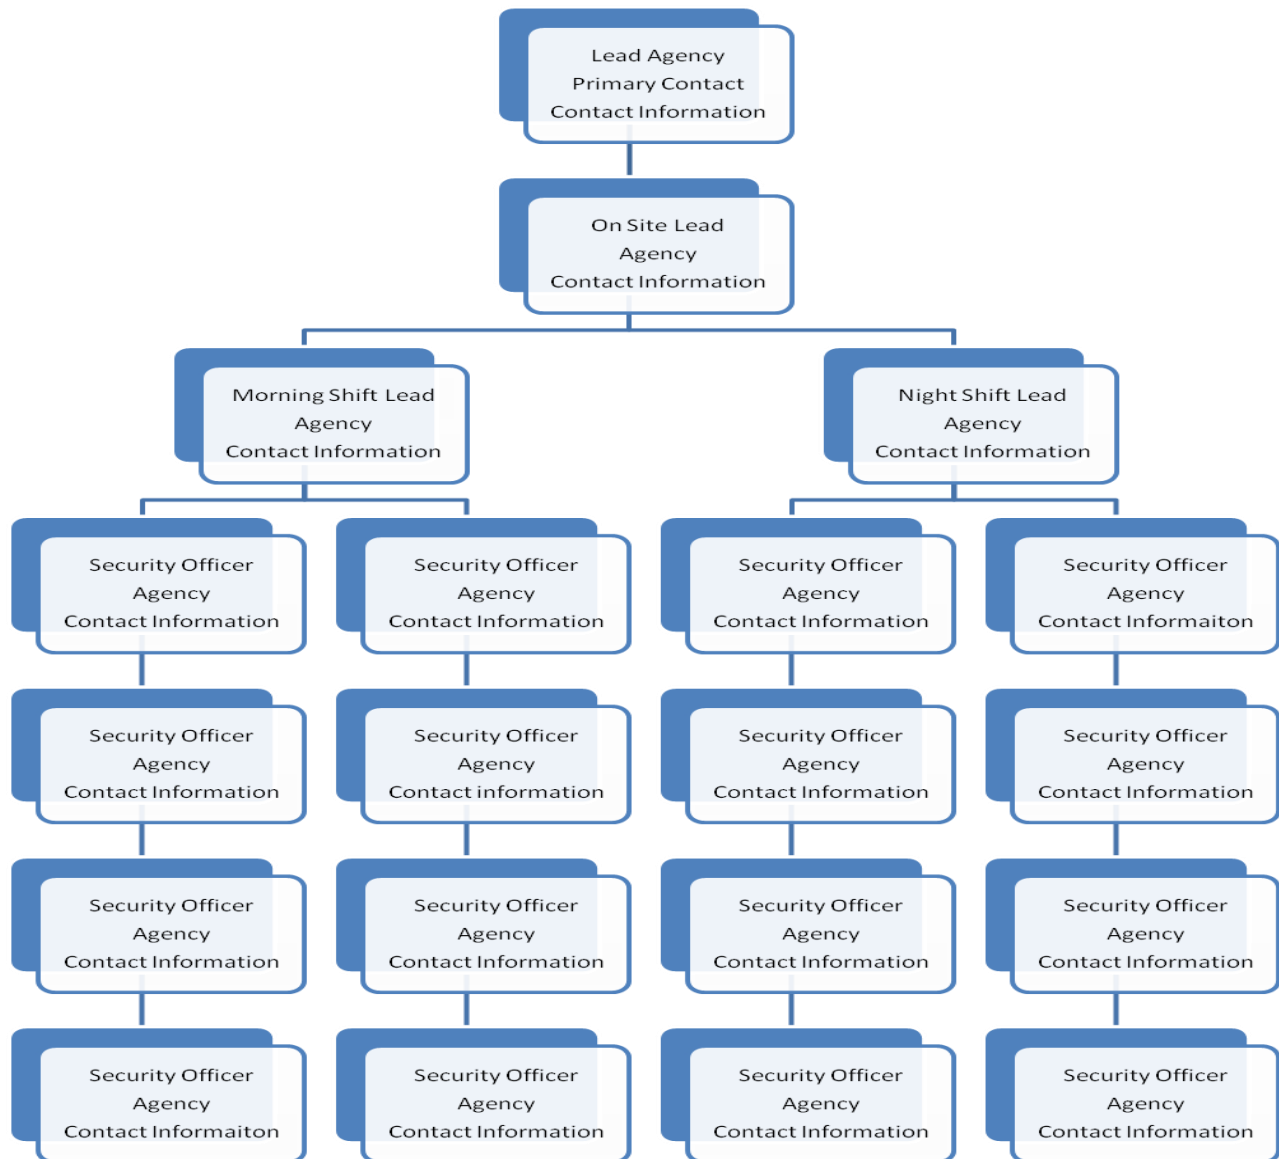 Lead Agency
Primary Contact
Contact Information
On Site Lead
Agency
Contact Information
Morning Shift Lead
Agency
Contact Information
Night Shift Lead
Agency
Contact Information
Security Officer
Agency
Contact Information
Security Officer
Agency
Contact Information
Security Officer
Agency
Contact Information
Security Officer
Agency
Contact Informaiton
Security Officer
Agency
Contact Information
Security Officer
Agency
Contact information
Security Officer
Agency
Contact Information
Security Officer
Agency
Contact Information
Security Officer
Agency
Contact Information
Security Officer
Agency
Contact Information
Security Officer
Agency
Contact Information
Security Officer
Agency
Contact Information
Security Officer
Agency
Contact Informaiton
Security Officer
Agency
Contact Information
Security Officer
Agency
Contact Information
Security Officer
Agency
Contact Information